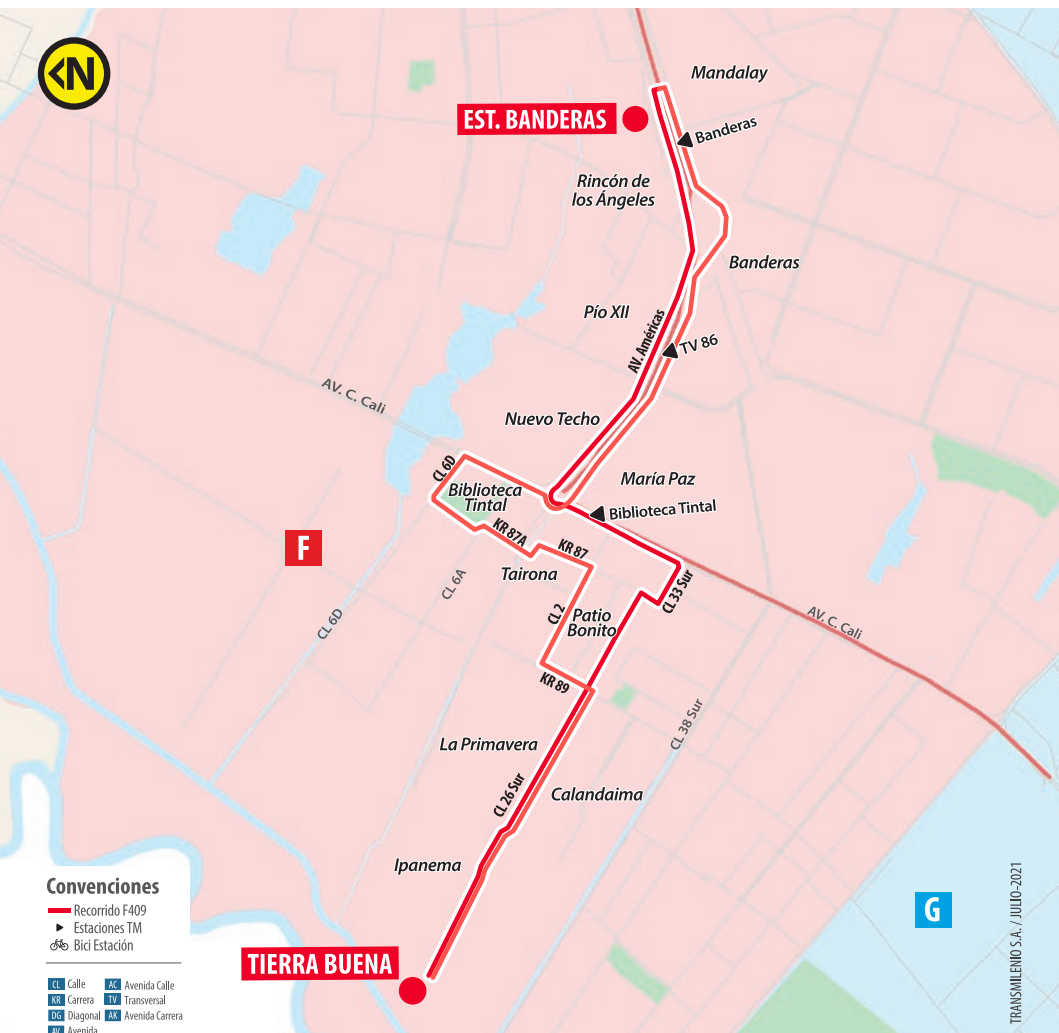 <N
Mandalay
EST. BANDERAS
Banderas
Rincón de
los Ángeles
Banderas
Pío XII
AV. Américas
TV 86
AV. C. Cali
Nuevo Techo
CL 6D
María Paz
Biblioteca
Tintal
Biblioteca Tintal
KR 87A
KR 87
F
Tairona
CL 6A
CL 33 Sur
CL 2
Patio
Bonito
CL 6D
AV. C. Cali
KR 89
CL 38 Sur
La Primavera
CL 26 Sur
Calandaima
Ipanema
G
TIERRA BUENA
Convenciones
Recorrido F409
Estaciones TM
Bici Estación
CL Calle
AC Avenida Calle
KR Carrera
TV Transversal
DG Diagonal
AK Avenida Carrera
AV Avenida
TRANSMILENIO S.A. / JULIO-2021